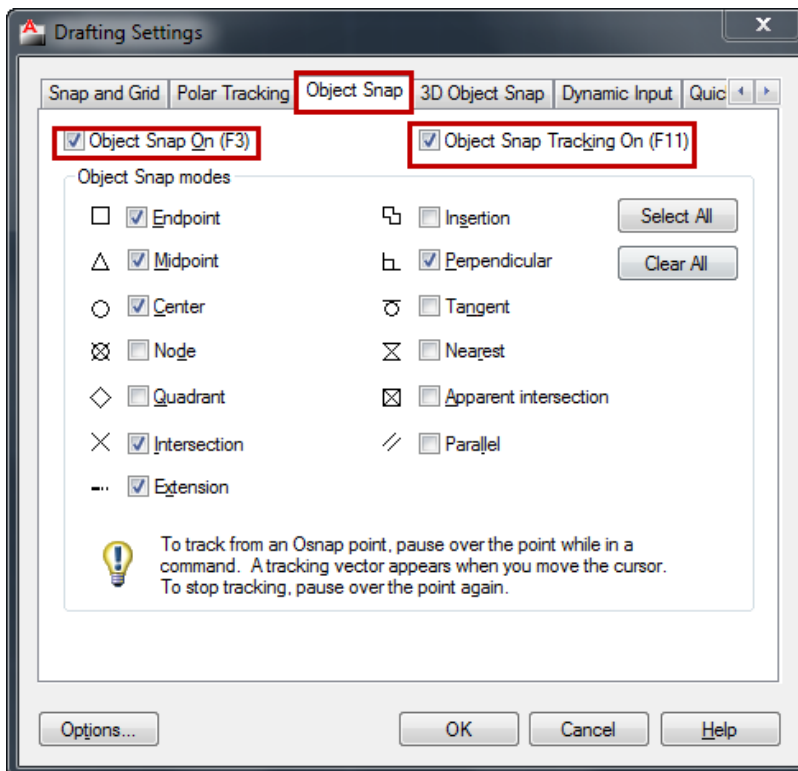 Drafting Settings
X
Snap and Grid Polar Tracking Object Snap 3D Object Snap Dynamic Input Quic
Object Snap On (F3) Object Snap Tracking On (F11)
Object Snap modes
Endpoint Insertion Select All
Midpoint Perpendicular Clear All
Center Tangent
Node Nearest
Quadrant Apparent intersection
Intersection Parallel
Extension
To track from an Osnap point, pause over the point while in a
command. A tracking vector appears when you move the cursor.
To stop tracking, pause over the point again.
Options... OK Cancel Help